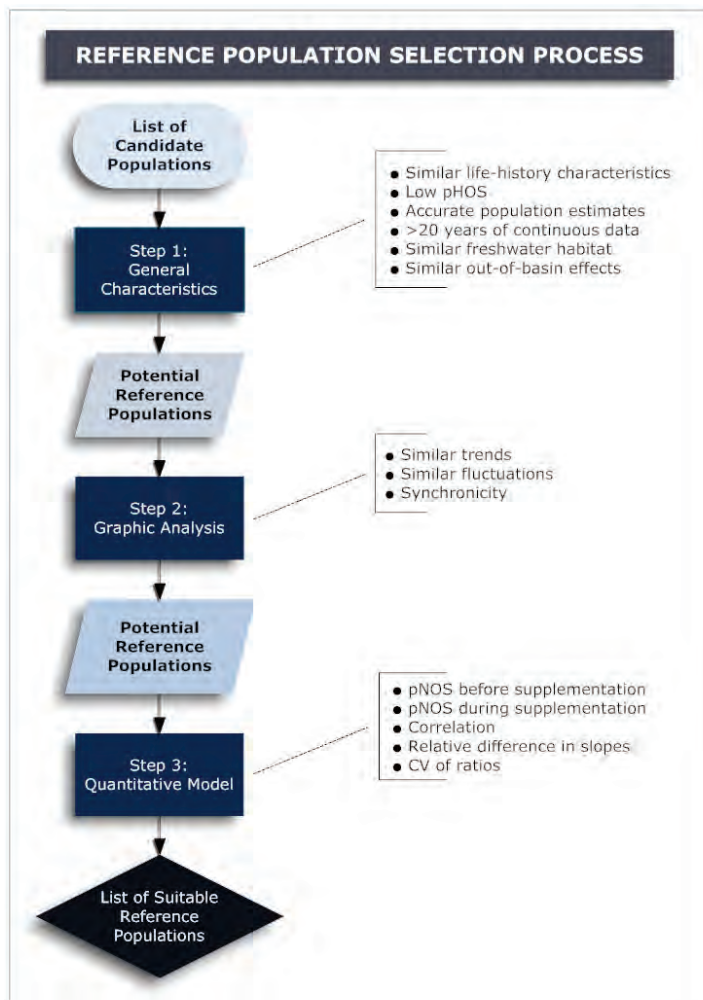 REFERENCE POPULATION SELECTION PROCESS
List of
Candidate
Populations
Step 1:
General
Characteristics
● Similar life-history characteristics
● Low pHOS
● Accurate population estimates
● >20 years of continuous data
● Similar freshwater habitat
● Similar out-of-basin effects
Potential
Reference
Populations
Step 2:
Graphic Analysis
● Similar trends
● Similar fluctuations
● Synchronicity
Potential
Reference
Populations
Step 3:
Quantitative Model
● pNOS before supplementation
● pNOS during supplementation
● Correlation
● Relative difference in slopes
● CV of ratios
List of Suitable
Reference
Populations